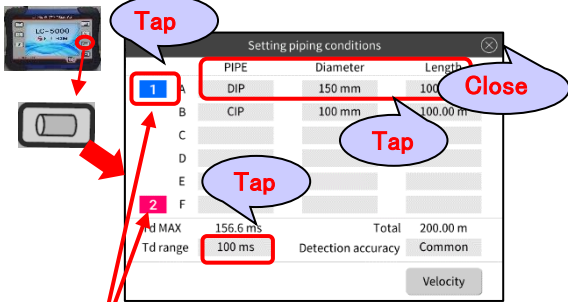 LC-5000
Tap
Setting piping conditions
PIPE Diameter Length
1 A DIP 150 mm 100
Close
B CIP 100 mm 100.00 m
C
Tap
D
E
Tap
2 F
Td MAX 156.6 ms Total 200.00 m
Td range 100 ms Detection accuracy Common
Velocity